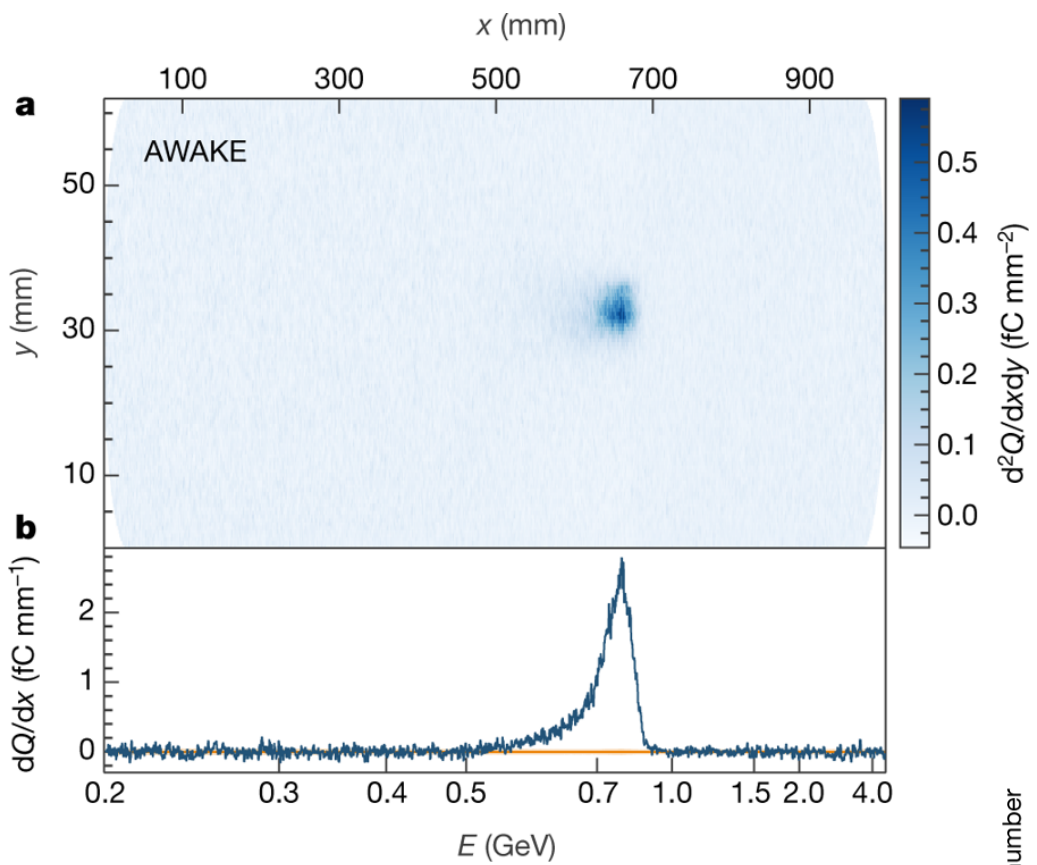 x (mm)
100 300 500 700 900
a
AWAKE
50
30
10
y (mm)
0.5
0.4
0.3
0.2
0.1
0.0
d²Q/dxdy (fC mm⁻²)
b
2
1
0
dQ/dx (fC mm⁻¹)
0.2 0.3 0.4 0.5 0.7 1.0 1.5 2.0 4.0
E (GeV)
number